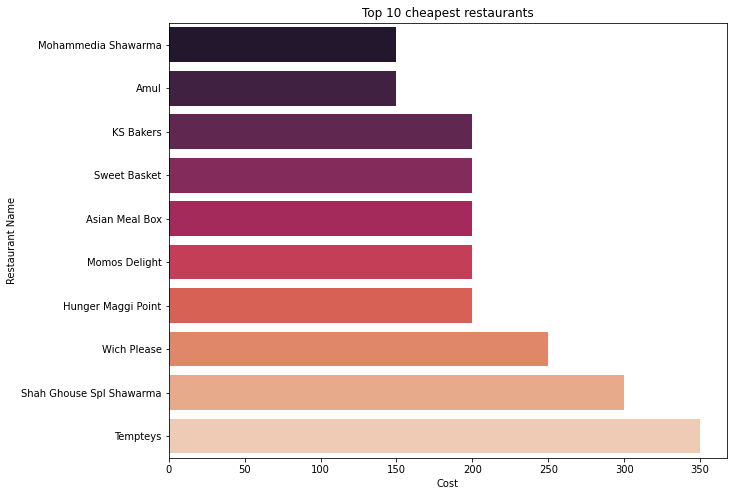 Top 10 cheapest restaurants
Restaurant Name
Mohammedia Shawarma
Amul
KS Bakers
Sweet Basket
Asian Meal Box
Momos Delight
Hunger Maggi Point
Wich Please
Shah Ghouse Spl Shawarma
Tempteys
0 50 100 150 200 250 300 350
Cost